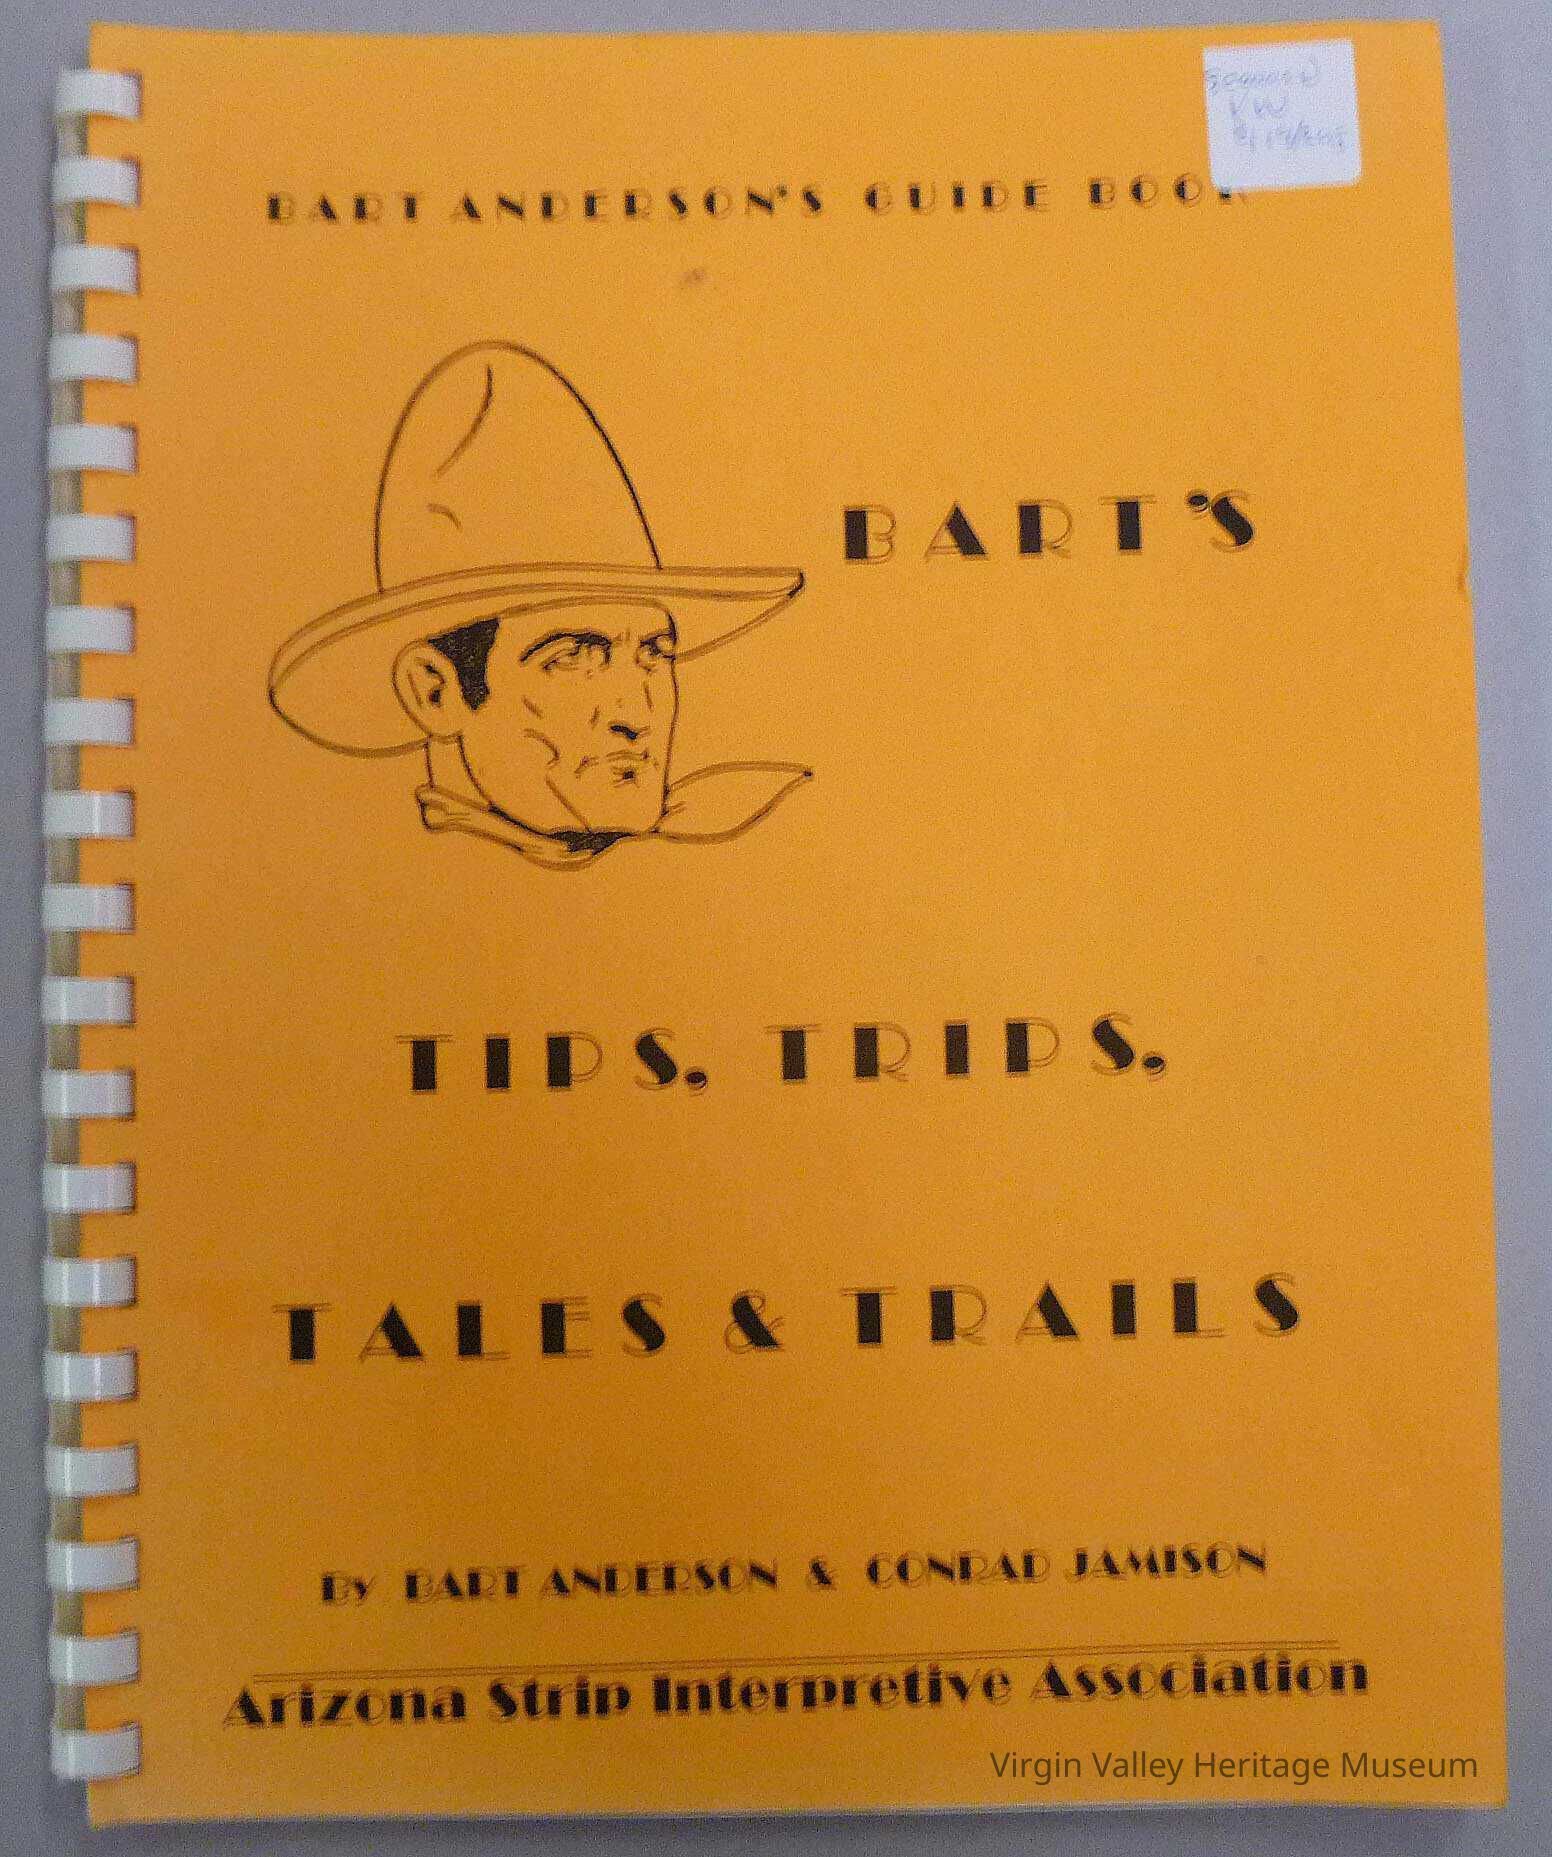 BART ANDERSON'S GUIDE BOOK
BART'S
TIPS, TRIPS,
TALES & TRAILS
By BART ANDERSON & CONRAD JAMISON
Arizona Strip Interpretive Association
Virgin Valley Heritage Museum